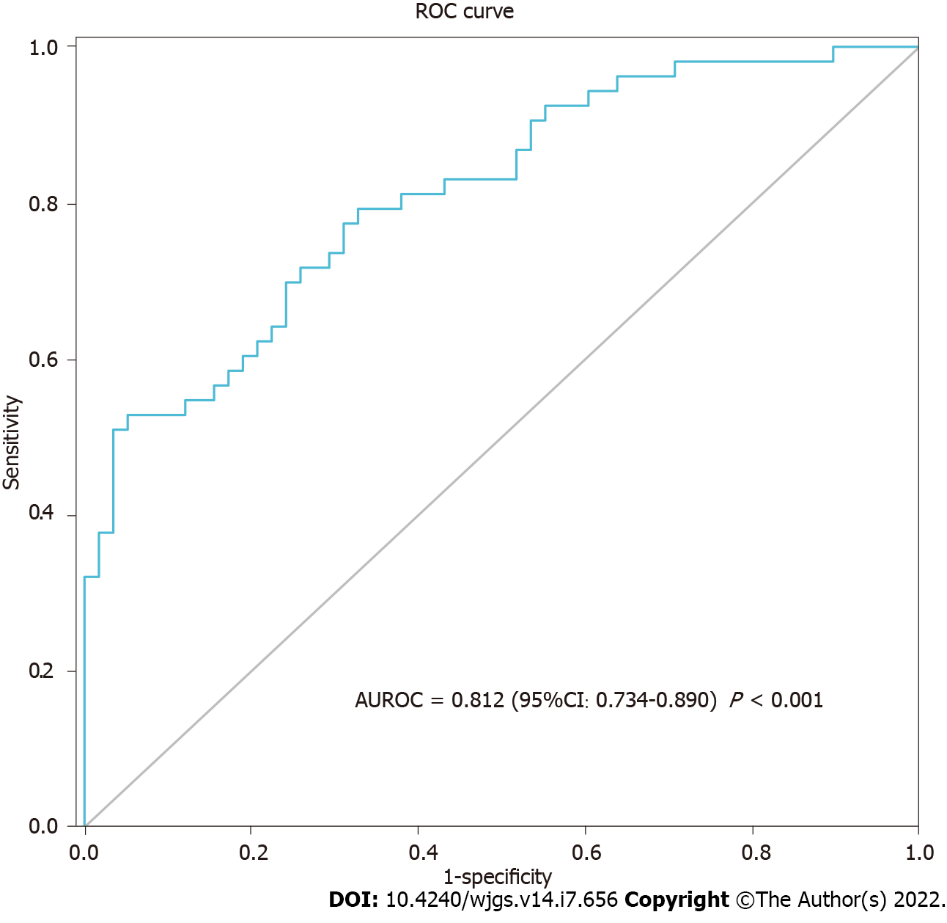 ROC curve
1.0
0.8
0.6
0.4
0.2
0.0
Sensitivity
AUROC = 0.812 (95%CI: 0.734-0.890) P < 0.001
0.0 0.2 0.4 0.6 0.8 1.0
1-specificity
DOI: 10.4240/wjgs.v14.i7.656 Copyright ©The Author(s) 2022.